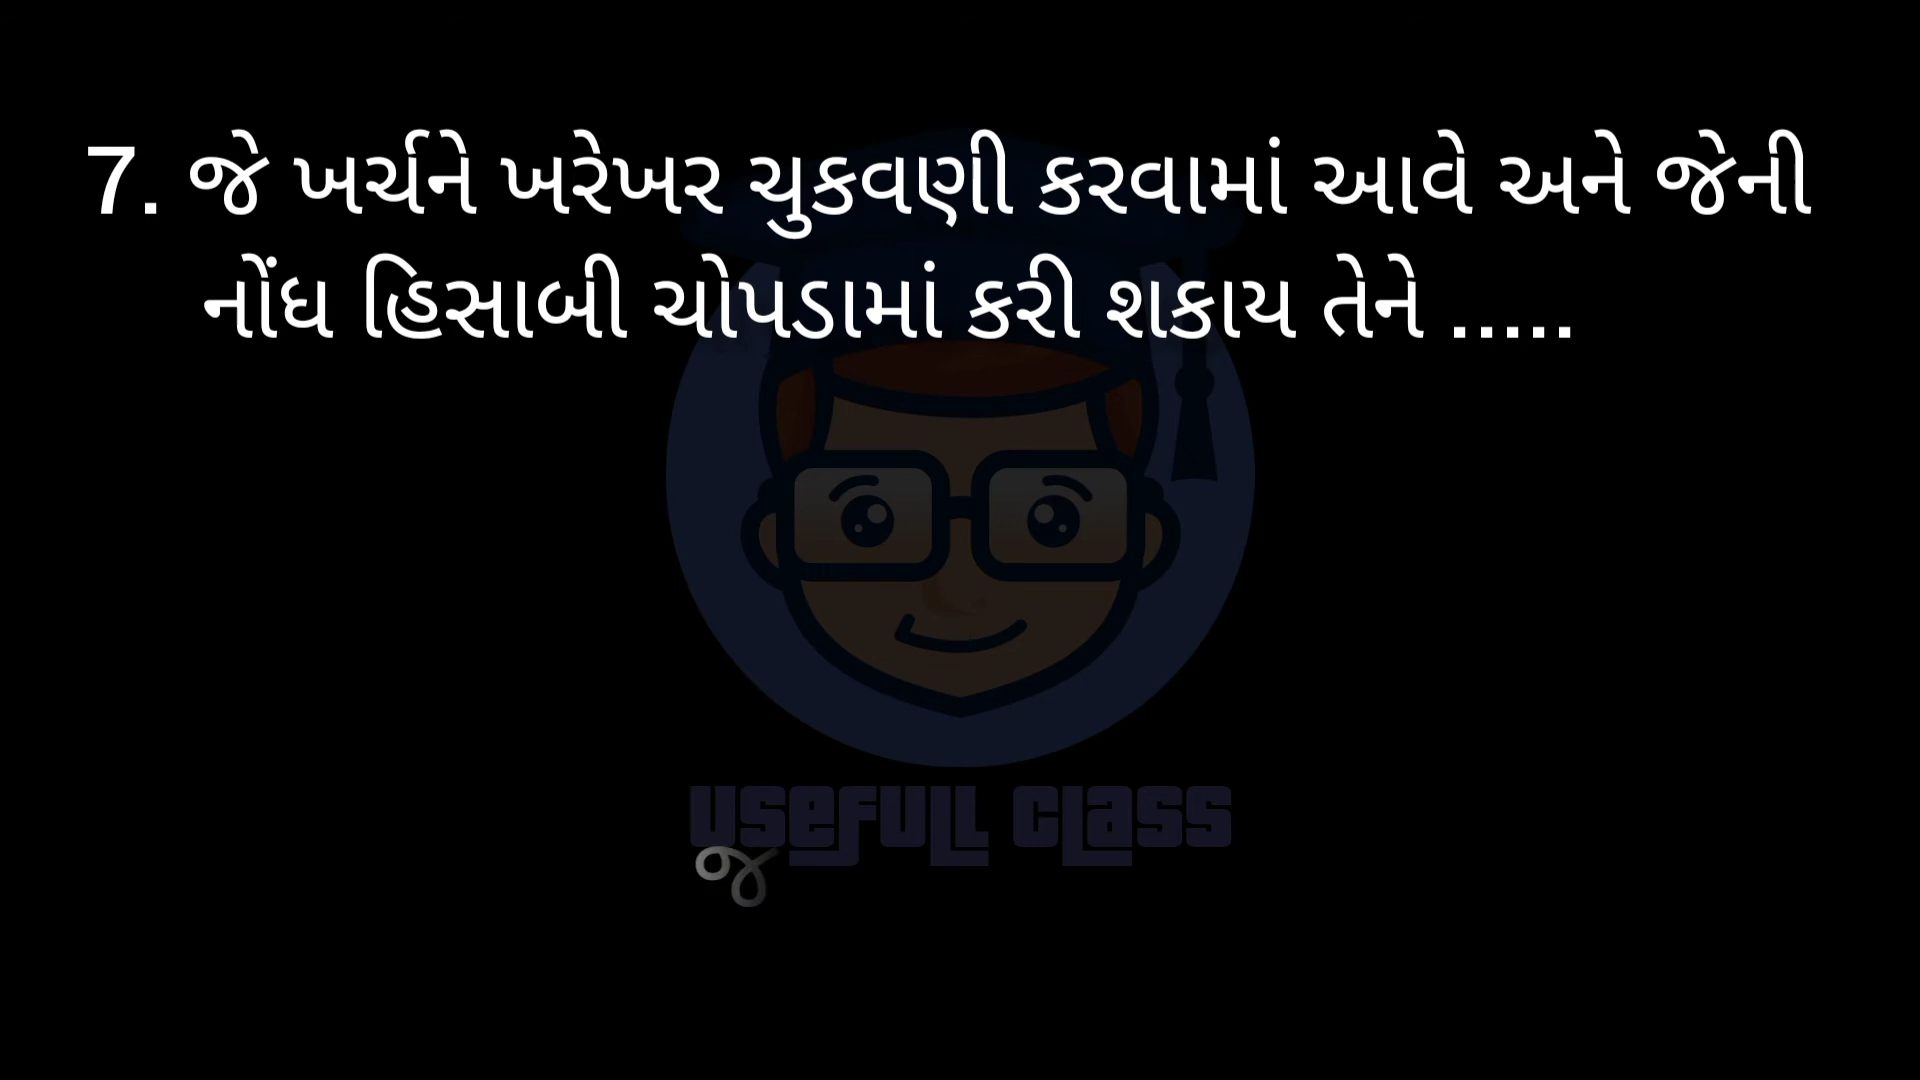 7. જે ખર્ચને ખરેખર ચુકવણી કરવામાં આવે અને જેની
નોંધ હિસાબી ચોપડામાં કરી શકાય તેને .....
USEFULL CLASS
જ